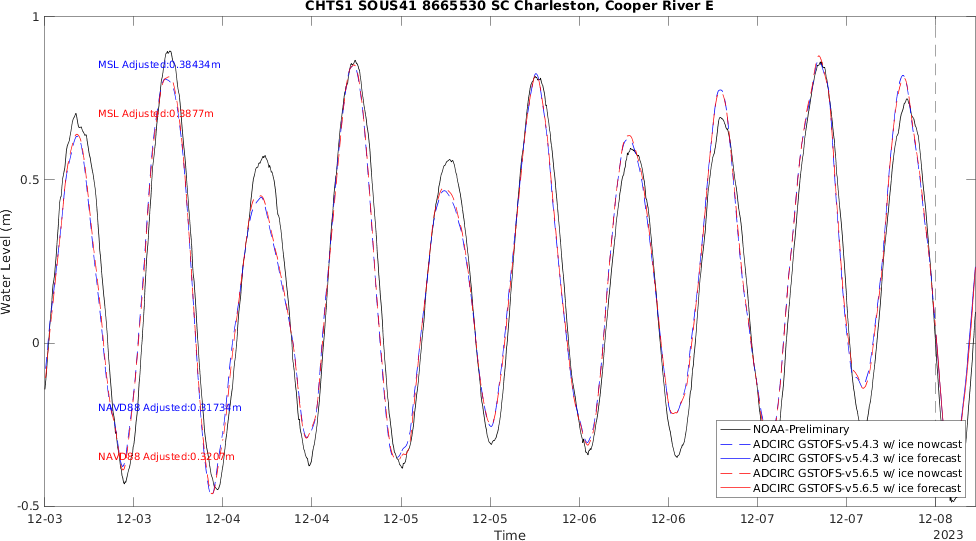 CHTS1 SOUS41 8665530 SC Charleston, Cooper River E
1
0.5
0
-0.5
Water Level (m)
MSL Adjusted:0.38434m
MSL Adjusted:0.3877m
NAVD88 Adjusted:0.31734m
NAVD88 Adjusted:0.3207m
NOAA-Preliminary
ADCIRC GSTOFS-v5.4.3 w/ ice nowcast
ADCIRC GSTOFS-v5.4.3 w/ ice forecast
ADCIRC GSTOFS-v5.6.5 w/ ice nowcast
ADCIRC GSTOFS-v5.6.5 w/ ice forecast
12-03 12-03 12-04 12-04 12-05 12-05 12-06 12-06 12-07 12-07 12-08
Time
2023